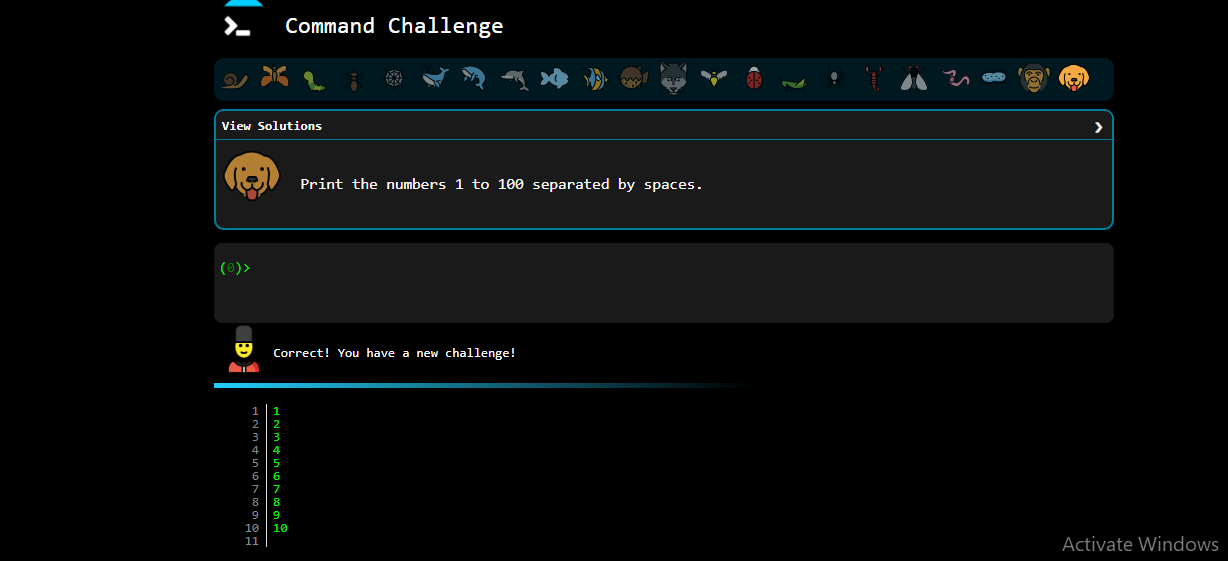 Command Challenge
View Solutions
Print the numbers 1 to 100 separated by spaces.
(0)>
Correct! You have a new challenge!
1 1
2 2
3 3
4 4
5 5
6 6
7 7
8 8
9 9
10 10
11
Activate Windows